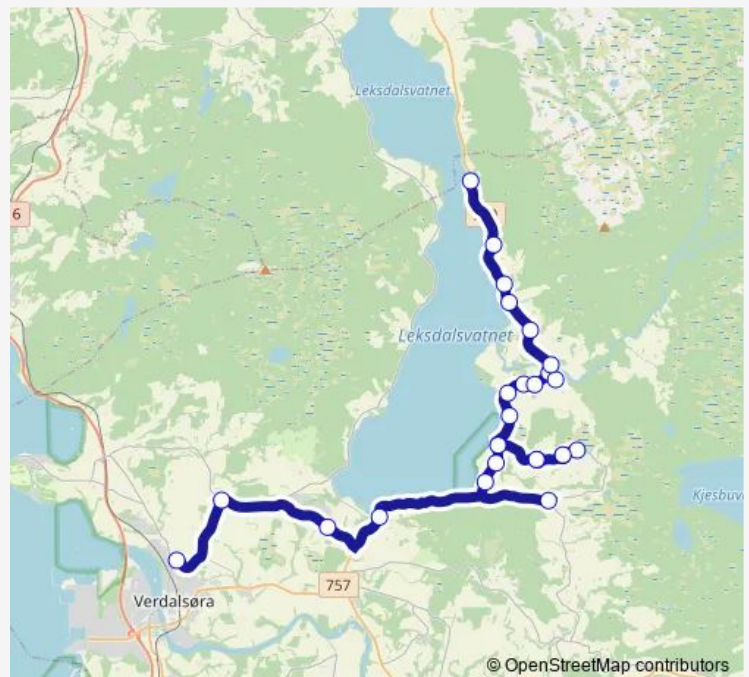 Leksdalsvatnet
6
Leksdalsvatnet
Kjesbuv
757
Verdalsøra
© OpenStreetMap contributors